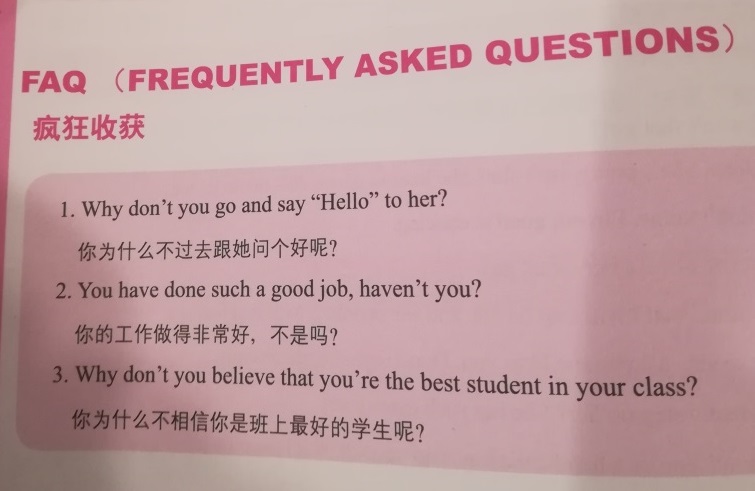 FAQ （FREQUENTLY ASKED QUESTIONS）
疯狂收获
1. Why don’t you go and say “Hello” to her?
你为什么不过去跟她问个好呢？
2. You have done such a good job, haven’t you?
你的工作做得非常好，不是吗？
3. Why don’t you believe that you’re the best student in your class?
你为什么不相信你是班上最好的学生呢？